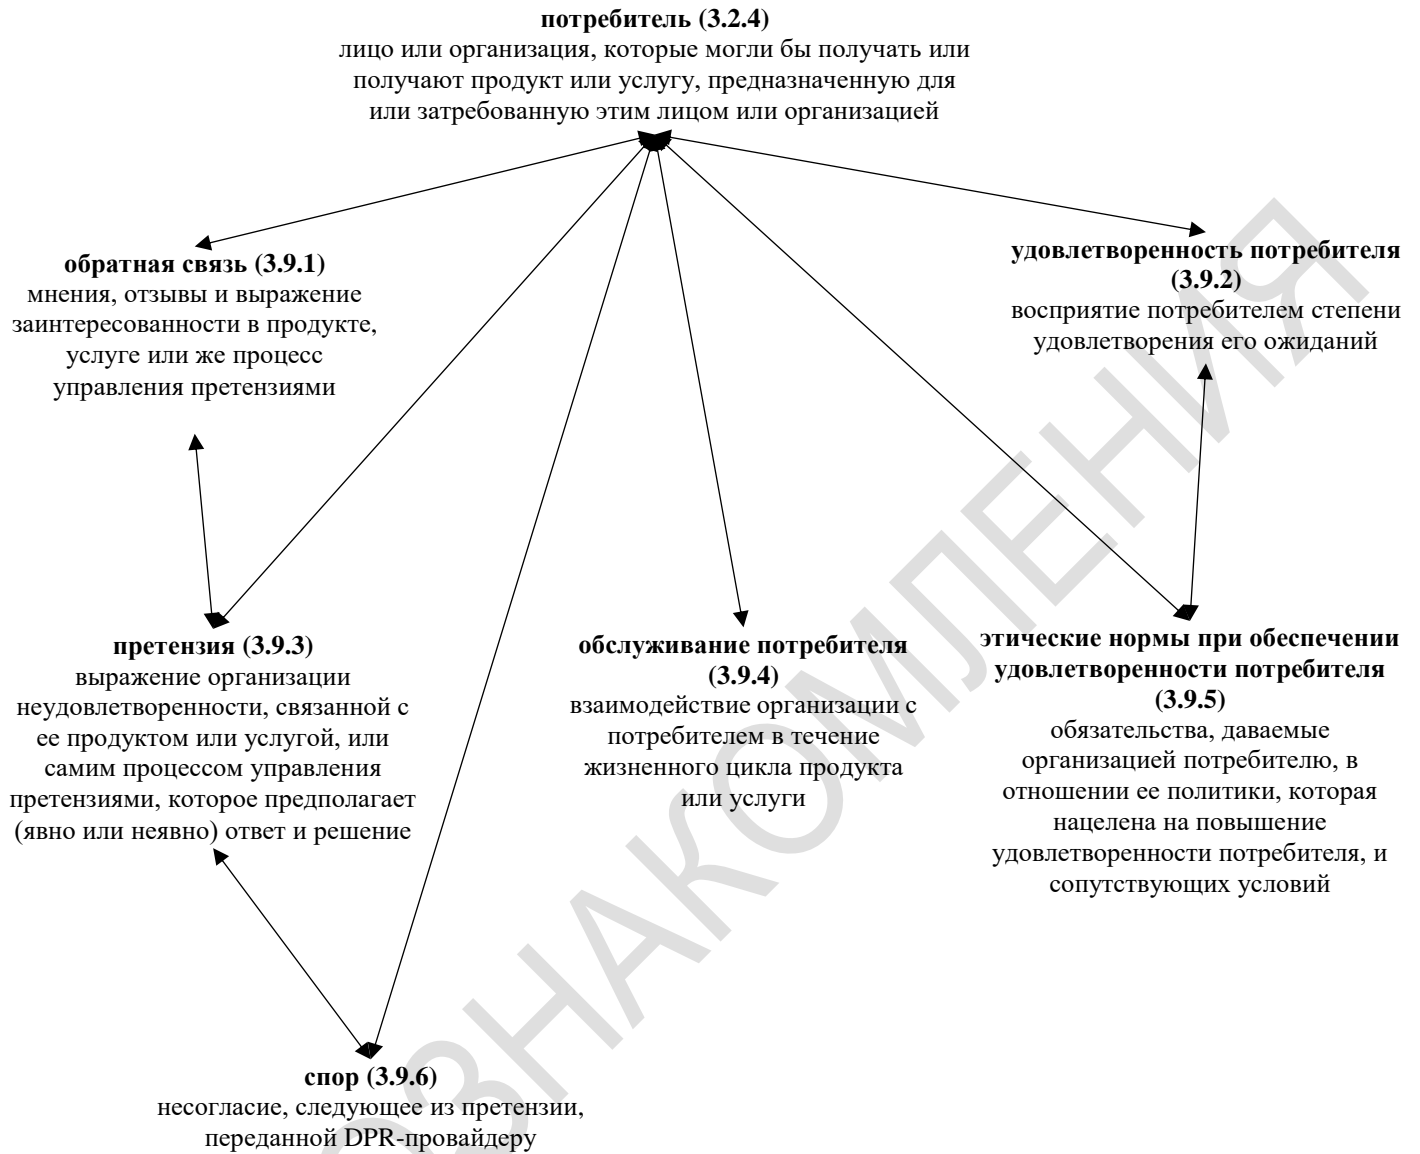 потребитель (3.2.4)
лицо или организация, которые могли бы получать или
получают продукт или услугу, предназначенную для
или затребованную этим лицом или организацией
обратная связь (3.9.1)
мнения, отзывы и выражение
заинтересованности в продукте,
услуге или же процесс
управления претензиями
удовлетворенность потребителя
(3.9.2)
восприятие потребителем степени
удовлетворения его ожиданий
претензия (3.9.3)
выражение организации
неудовлетворенности, связанной с
ее продуктом или услугой, или
самим процессом управления
претензиями, которое предполагает
(явно или неявно) ответ и решение
обслуживание потребителя
(3.9.4)
взаимодействие организации с
потребителем в течение
жизненного цикла продукта
или услуги
этические нормы при обеспечении
удовлетворенности потребителя
(3.9.5)
обязательства, даваемые
организацией потребителю, в
отношении ее политики, которая
нацелена на повышение
удовлетворенности потребителя, и
сопутствующих условий
спор (3.9.6)
несогласие, следующее из претензии,
переданной DPR-провайдеру
ОЗНАКОМЛЕНИЯ